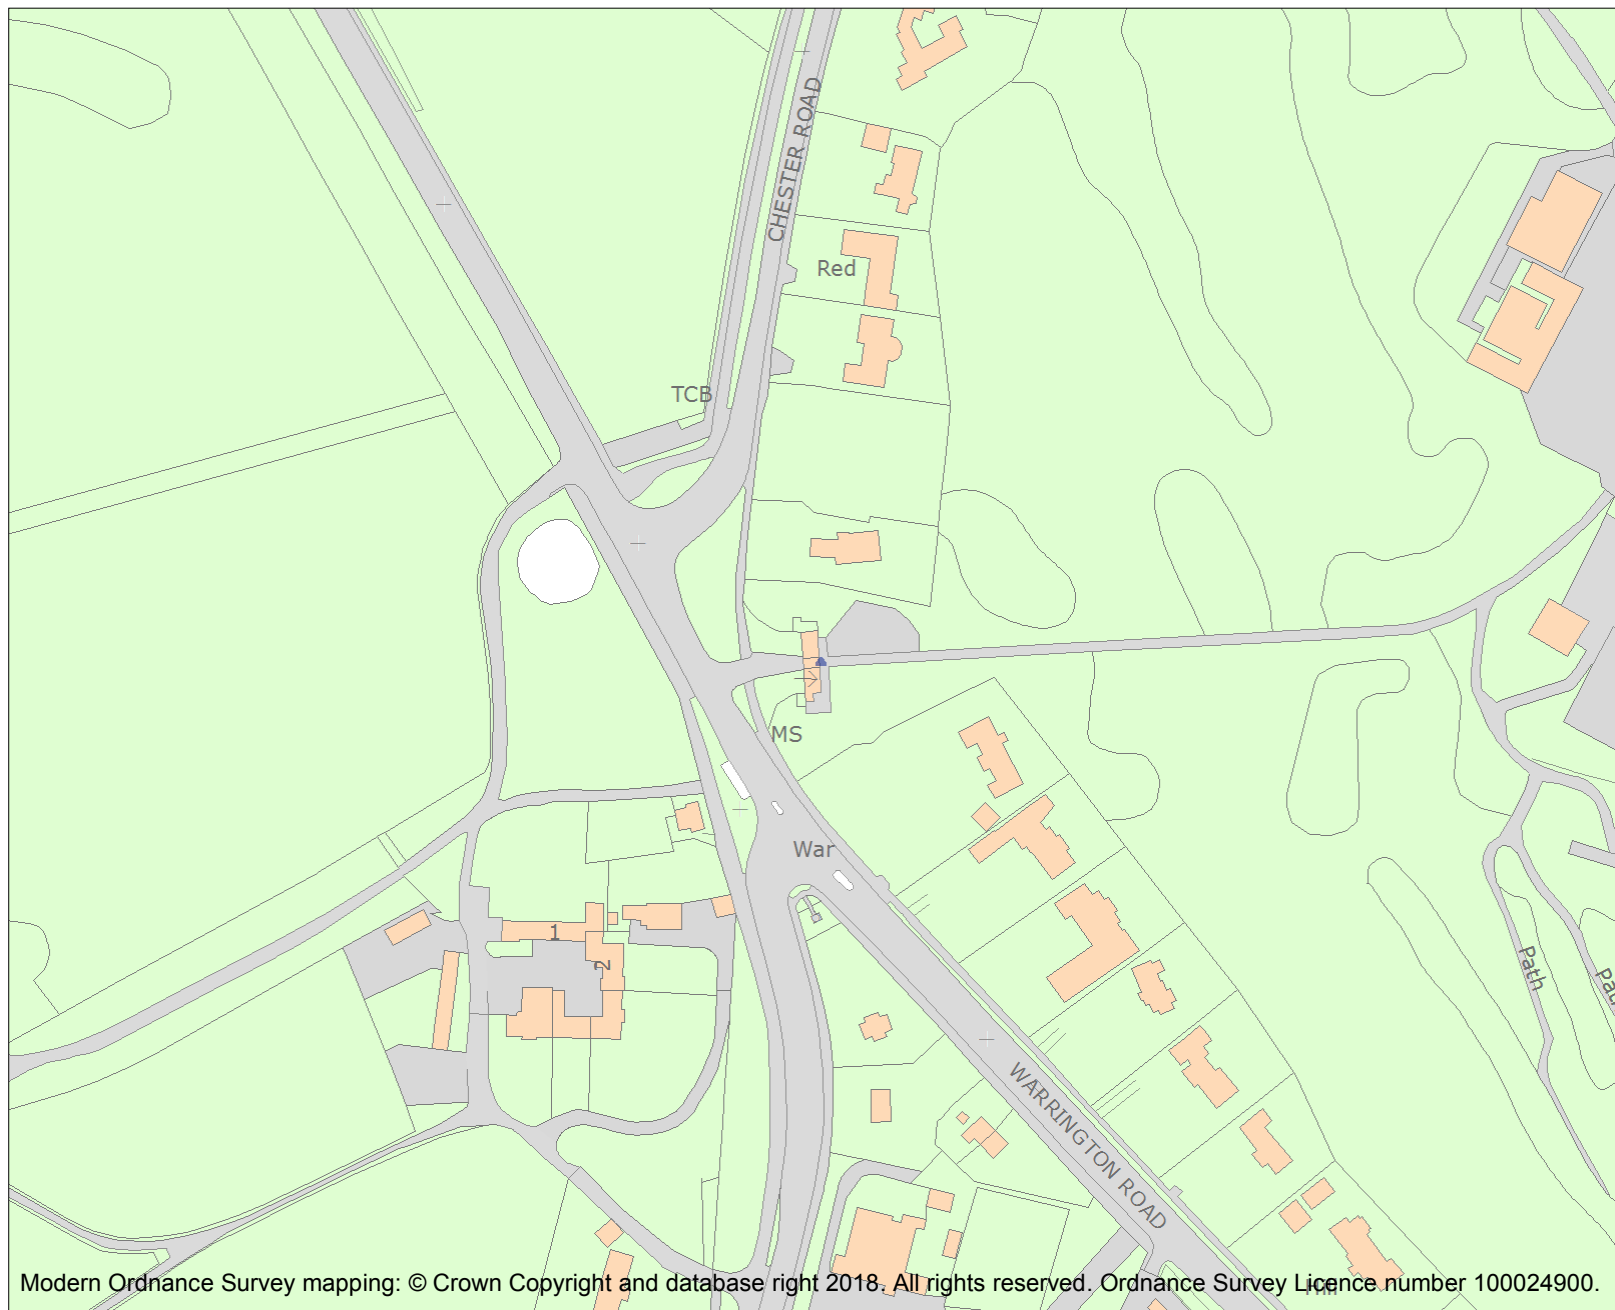 CHESTER ROAD
Red
TCB
MS
War
1
2
Path
WARRINGTON ROAD
Modern Ordnance Survey mapping: © Crown Copyright and database right 2018. All rights reserved. Ordnance Survey Licence number 100024900.